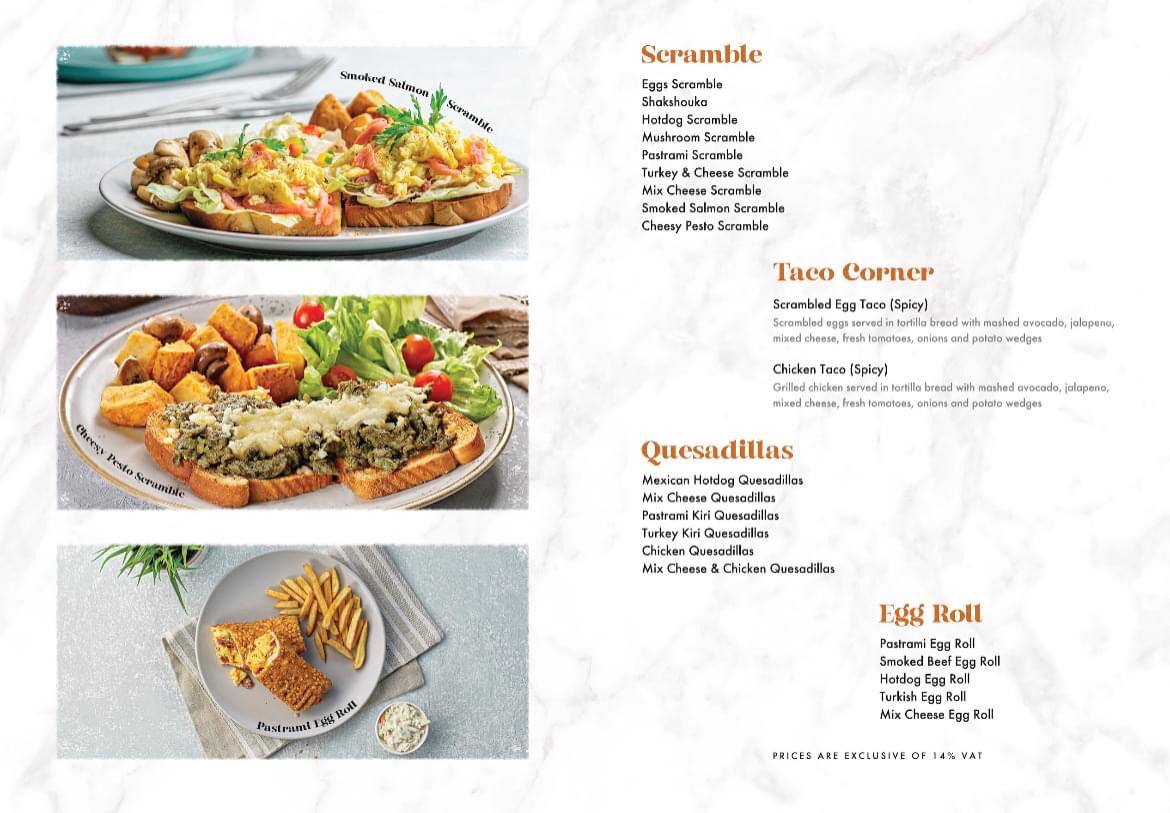 Smoked Salmon Scramble
Cheesy Pesto Scramble
Pastrami Egg Roll
Scramble
Eggs Scramble
Shakshouka
Hotdog Scramble
Mushroom Scramble
Pastrami Scramble
Turkey & Cheese Scramble
Mix Cheese Scramble
Smoked Salmon Scramble
Cheesy Pesto Scramble
Taco Corner
Scrambled Egg Taco (Spicy)
Scrambled eggs served in tortilla bread with mashed avocado, jalapeno,
mixed cheese, fresh tomatoes, onions and potato wedges
Chicken Taco (Spicy)
Grilled chicken served in tortilla bread with mashed avocado, jalapeno,
mixed cheese, fresh tomatoes, onions and potato wedges
Quesadillas
Mexican Hotdog Quesadillas
Mix Cheese Quesadillas
Pastrami Kiri Quesadillas
Turkey Kiri Quesadillas
Chicken Quesadillas
Mix Cheese & Chicken Quesadillas
Egg Roll
Pastrami Egg Roll
Smoked Beef Egg Roll
Hotdog Egg Roll
Turkish Egg Roll
Mix Cheese Egg Roll
PRICES ARE EXCLUSIVE OF 14% VAT